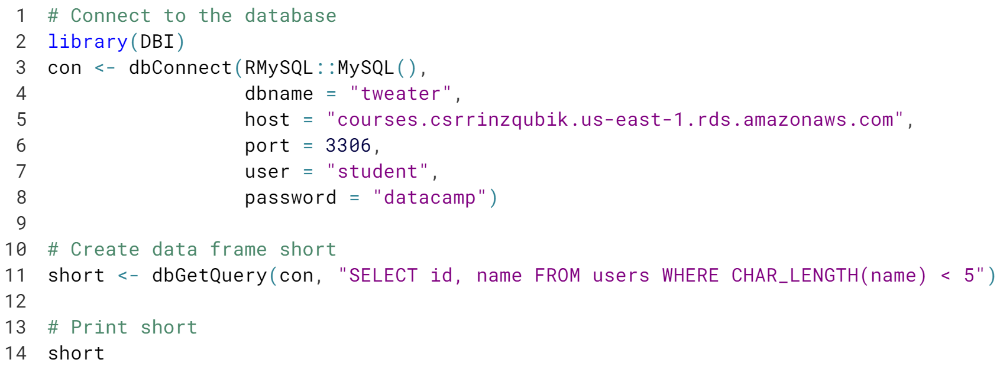 1 # Connect to the database
2 library(DBI)
3 con <- dbConnect(RMySQL::MySQL(),
4                  dbname = "tweater",
5                  host = "courses.csrrinzqubik.us-east-1.rds.amazonaws.com",
6                  port = 3306,
7                  user = "student",
8                  password = "datacamp")
9
10 # Create data frame short
11 short <- dbGetQuery(con, "SELECT id, name FROM users WHERE CHAR_LENGTH(name) < 5")
12
13 # Print short
14 short